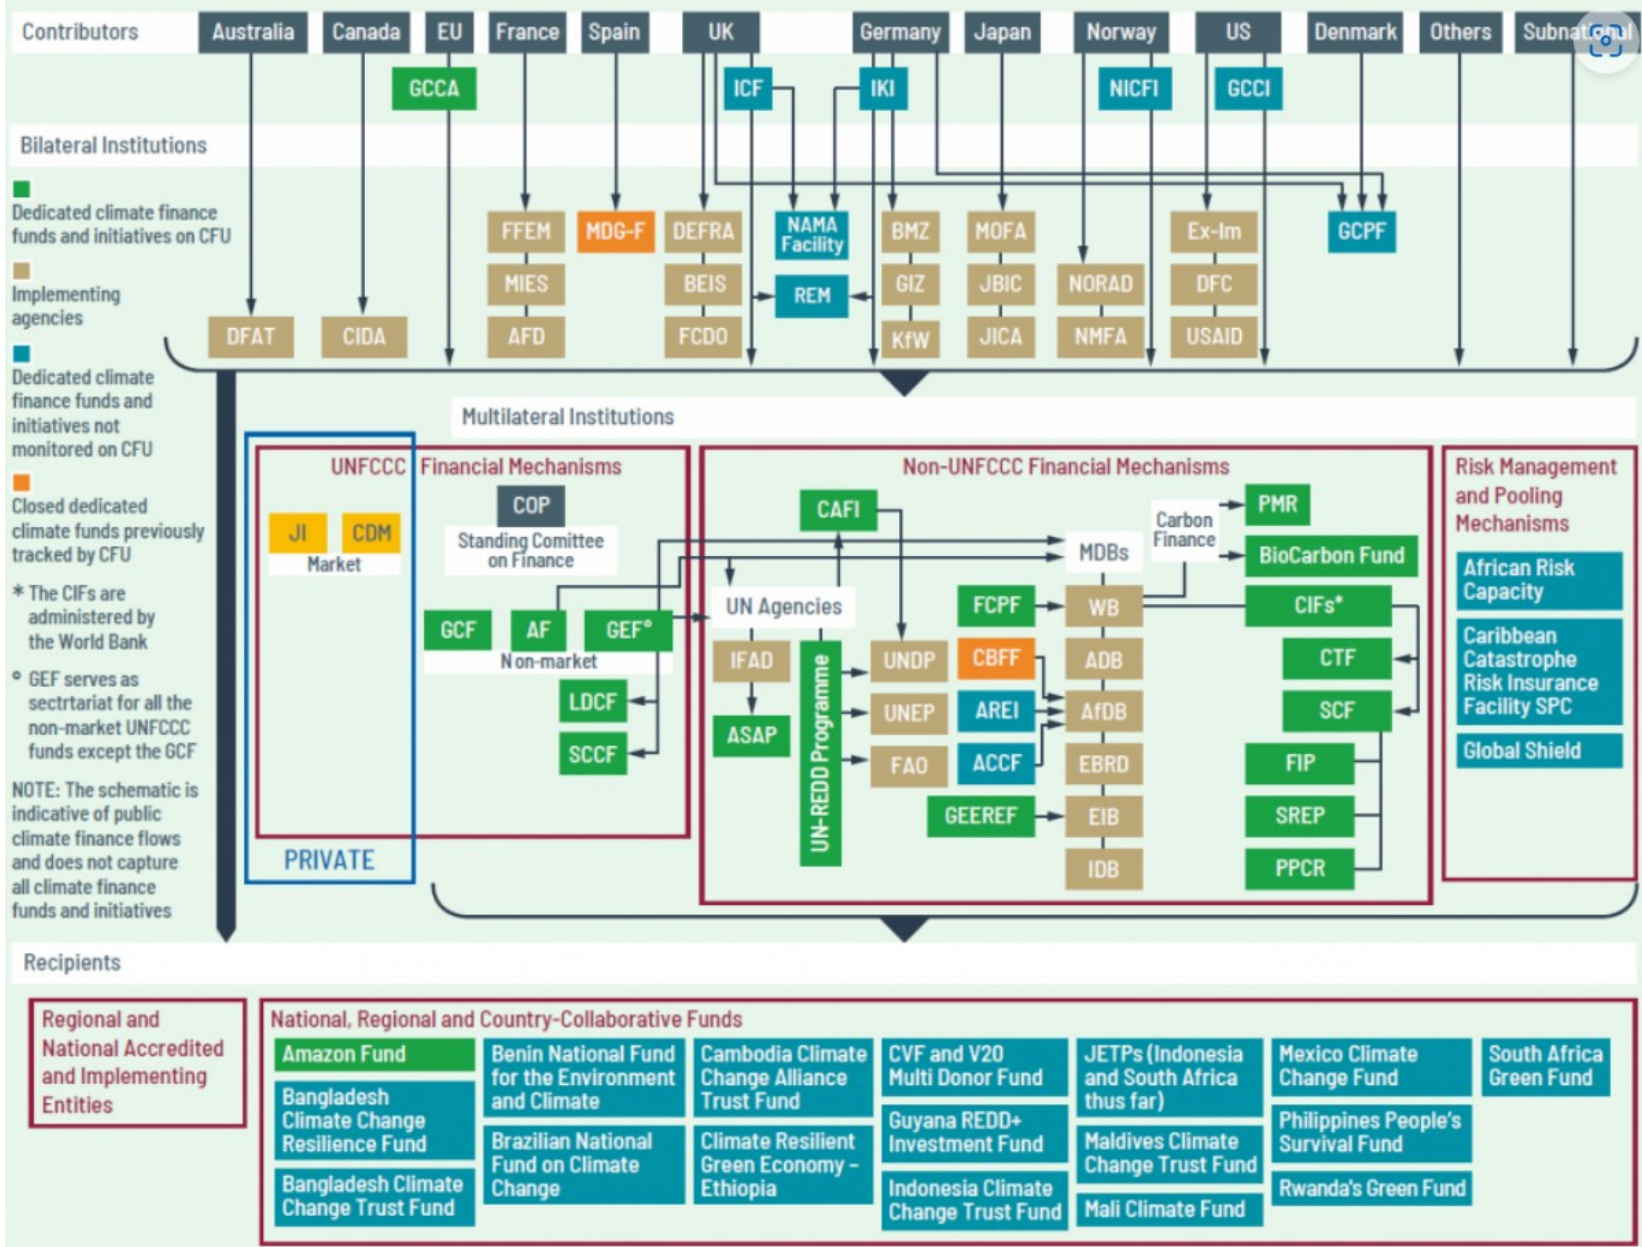 Contributors
Australia
Canada
EU
France
Spain
UK
Germany
Japan
Norway
US
Denmark
Others
Subnational
GCCA
ICF
IKI
NICFI
GCCI
Bilateral Institutions
Dedicated climate finance
funds and initiatives on CFU
Implementing
agencies
Dedicated climate
finance funds and
initiatives not
monitored on CFU
Closed dedicated
climate funds previously
tracked by CFU
* The CIFs are
administered by
the World Bank
° GEF serves as
sectrtariat for all the
non-market UNFCCC
funds except the GCF
NOTE: The schematic is
indicative of public
climate finance flows
and does not capture
all climate finance
funds and initiatives
FFEM
MDG-F
DEFRA
NAMA
Facility
BMZ
MOFA
Ex-Im
GCPF
MIES
BEIS
REM
GIZ
JBIC
NORAD
DFC
DFAT
CIDA
AFD
FCDO
KfW
JICA
NMFA
USAID
Multilateral Institutions
UNFCCC Financial Mechanisms
JI
CDM
Market
COP
Standing Comittee
on Finance
GCF
AF
GEF°
Non-market
LDCF
SCCF
PRIVATE
Non-UNFCCC Financial Mechanisms
CAFI
UN Agencies
IFAD
ASAP
UN-REDD Programme
UNDP
UNEP
FAO
FCPF
CBFF
AREI
ACCF
GEEREF
MDBs
WB
ADB
AfDB
EBRD
EIB
IDB
Carbon
Finance
PMR
BioCarbon Fund
CIFs*
CTF
SCF
FIP
SREP
PPCR
Risk Management
and Pooling
Mechanisms
African Risk
Capacity
Caribbean
Catastrophe
Risk Insurance
Facility SPC
Global Shield
Recipients
Regional and
National Accredited
and Implementing
Entities
National, Regional and Country-Collaborative Funds
Amazon Fund
Bangladesh
Climate Change
Resilience Fund
Bangladesh Climate
Change Trust Fund
Benin National Fund
for the Environment
and Climate
Brazilian National
Fund on Climate
Change
Cambodia Climate
Change Alliance
Trust Fund
Climate Resilient
Green Economy –
Ethiopia
CVF and V20
Multi Donor Fund
Guyana REDD+
Investment Fund
Indonesia Climate
Change Trust Fund
JETPs (Indonesia
and South Africa
thus far)
Maldives Climate
Change Trust Fund
Mali Climate Fund
Mexico Climate
Change Fund
Philippines People's
Survival Fund
Rwanda's Green Fund
South Africa
Green Fund